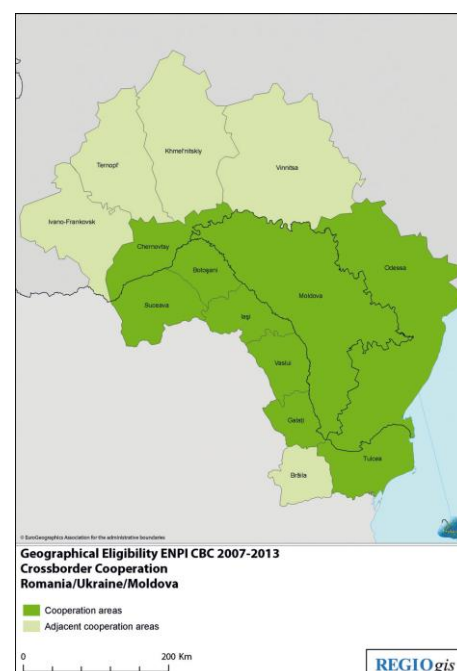 Ternopil'
Khmel'nitskiy
Vinnitsa
Ivano-Frankovsk
Chernovtsy
Botoşani
Odessa
Suceava
Iaşi
Moldova
Vaslui
Galaţi
Tulcea
Brăila
© EuroGeographics Association for the administrative boundaries
Geographical Eligibility ENPI CBC 2007-2013
Crossborder Cooperation
Romania/Ukraine/Moldova
Cooperation areas
Adjacent cooperation areas
0 200 Km
REGIOgis